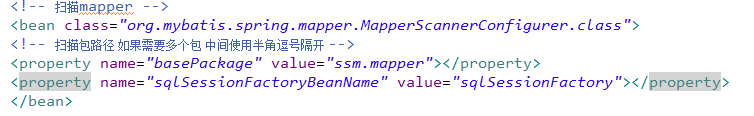 <!-- 扫描mapper -->
<bean class="org.mybatis.spring.mapper.MapperScannerConfigurer.class">
<!-- 扫描包路径 如果需要多个包 中间使用半角逗号隔开 -->
<property name="basePackage" value="ssm.mapper"></property>
<property name="sqlSessionFactoryBeanName" value="sqlSessionFactory"></property>
</bean>